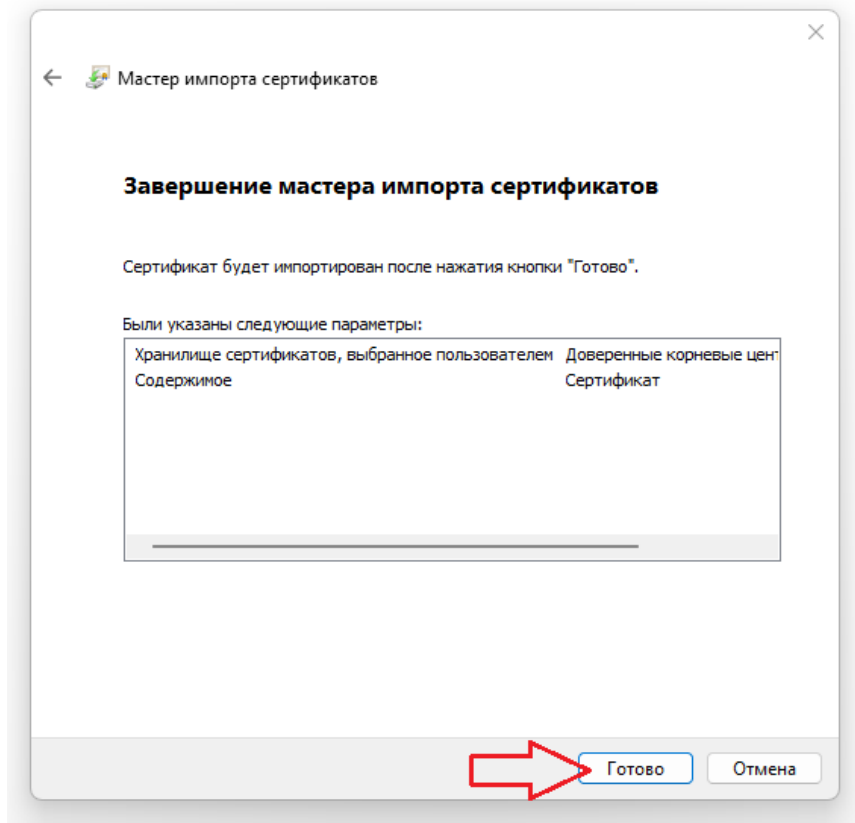 Мастер импорта сертификатов
Завершение мастера импорта сертификатов
Сертификат будет импортирован после нажатия кнопки "Готово".
Были указаны следующие параметры:
Хранилище сертификатов, выбранное пользователем Доверенные корневые цент
Содержимое Сертификат
Готово Отмена